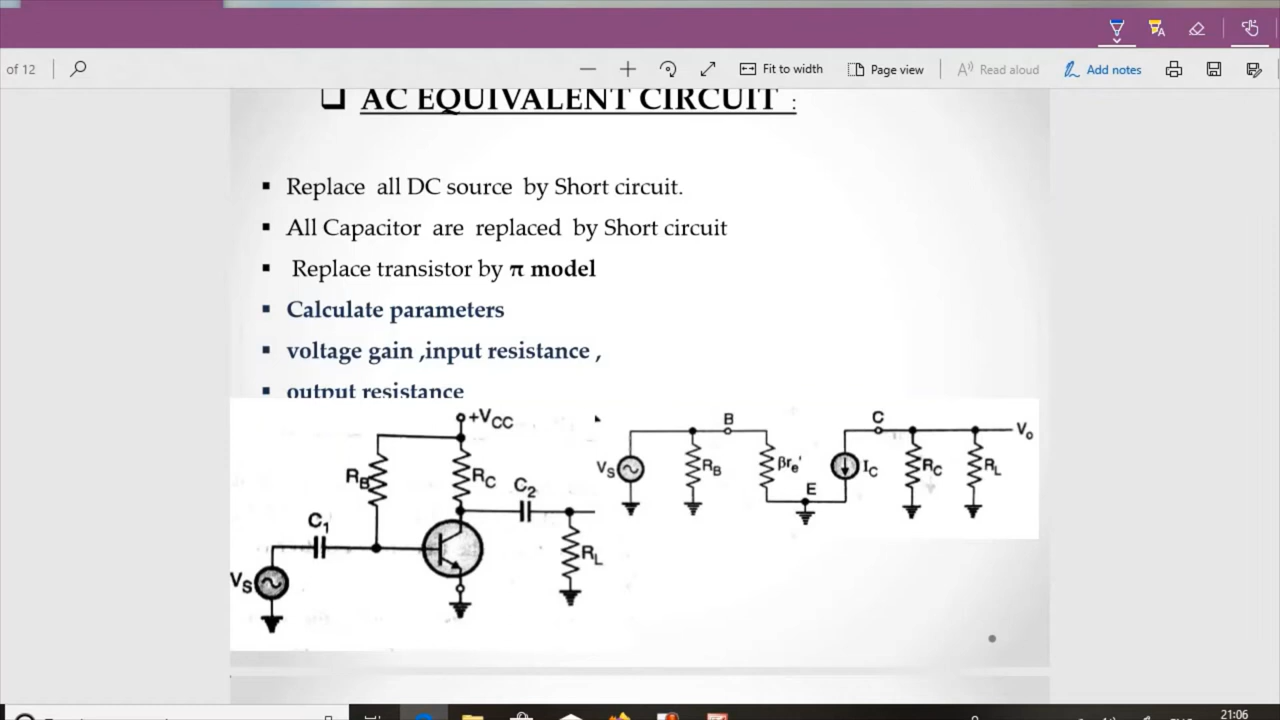 of 12
Fit to width
Page view
Read aloud
Add notes
❑ AC EQUIVALENT CIRCUIT :
▪ Replace all DC source by Short circuit.
▪ All Capacitor are replaced by Short circuit
▪ Replace transistor by π model
▪ Calculate parameters
▪ voltage gain ,input resistance ,
▪ output resistance
+VCC
RB
RC
C2
C1
RL
VS
VS
RB
B
βre'
E
C
IC
RC
RL
Vo
21:06